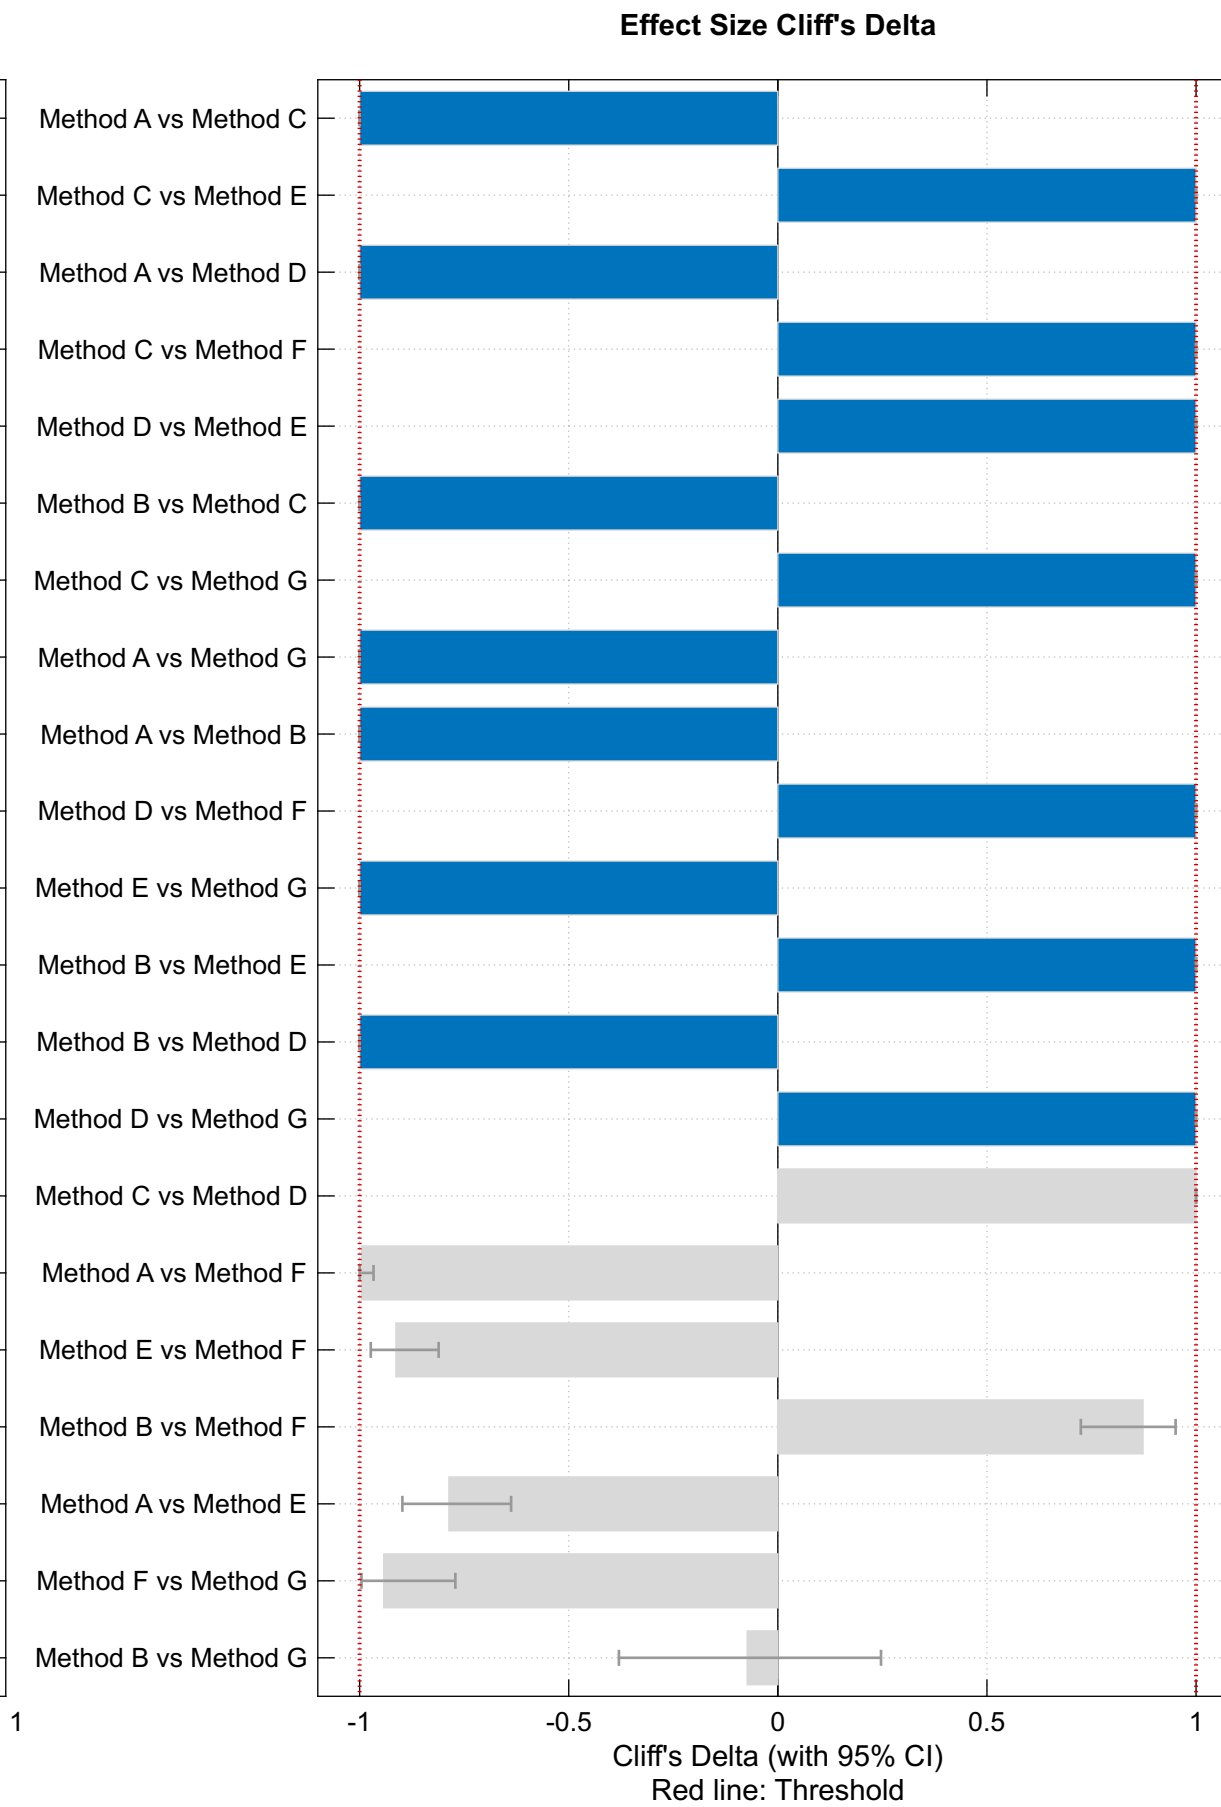 Effect Size Cliff's Delta
Method A vs Method C
Method C vs Method E
Method A vs Method D
Method C vs Method F
Method D vs Method E
Method B vs Method C
Method C vs Method G
Method A vs Method G
Method A vs Method B
Method D vs Method F
Method E vs Method G
Method B vs Method E
Method B vs Method D
Method D vs Method G
Method C vs Method D
Method A vs Method F
Method E vs Method F
Method B vs Method F
Method A vs Method E
Method F vs Method G
Method B vs Method G
1 -1 -0.5 0 0.5 1
Cliff's Delta (with 95% CI)
Red line: Threshold